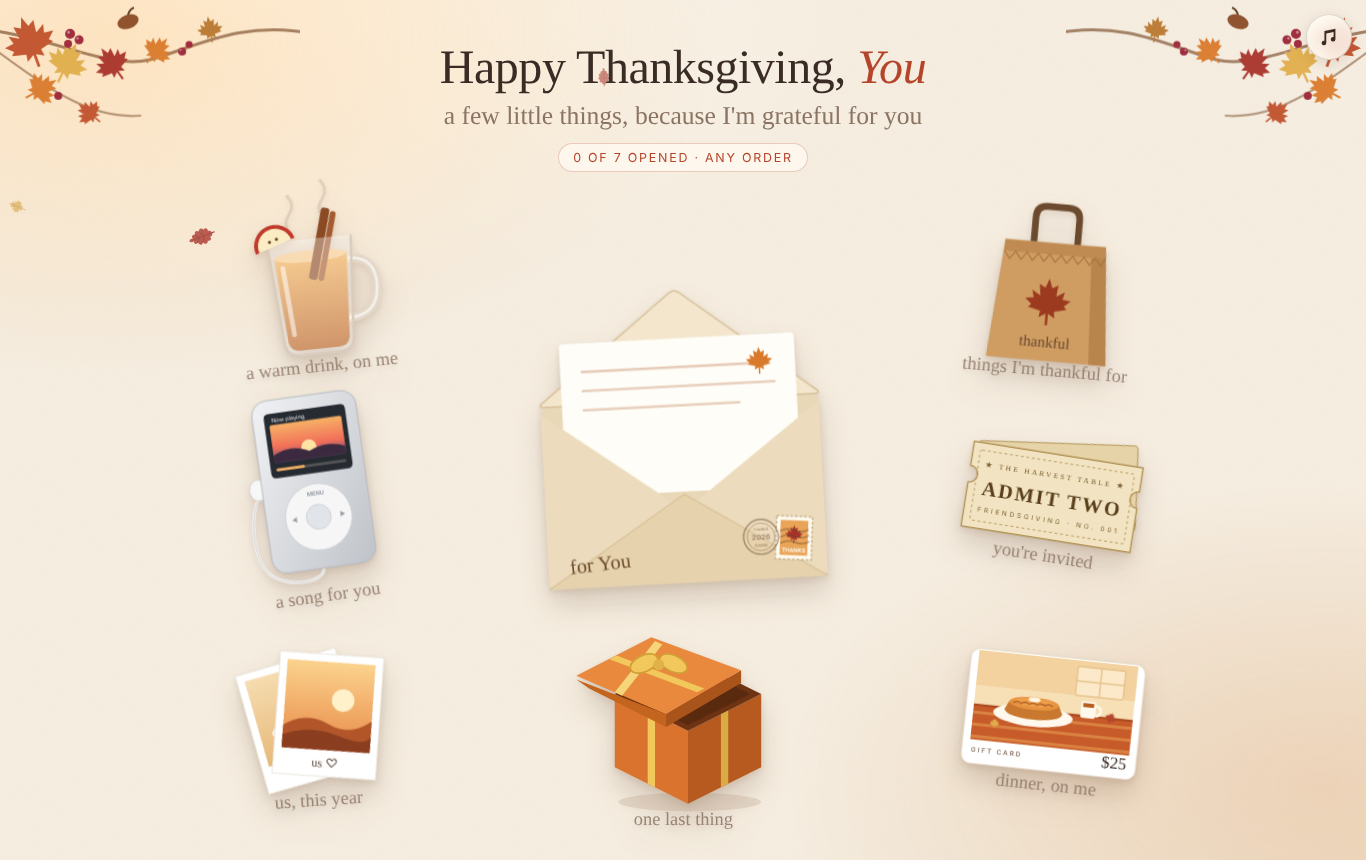 Happy Thanksgiving, You
a few little things, because I'm grateful for you
0 OF 7 OPENED · ANY ORDER
a warm drink, on me
thankful
things I'm thankful for
Now playing
MENU
a song for you
2026
THANKS
for You
★ THE HARVEST TABLE ★
ADMIT TWO
FRIENDSGIVING · NO. 001
you're invited
us ♡
us, this year
one last thing
GIFT CARD
$25
dinner, on me